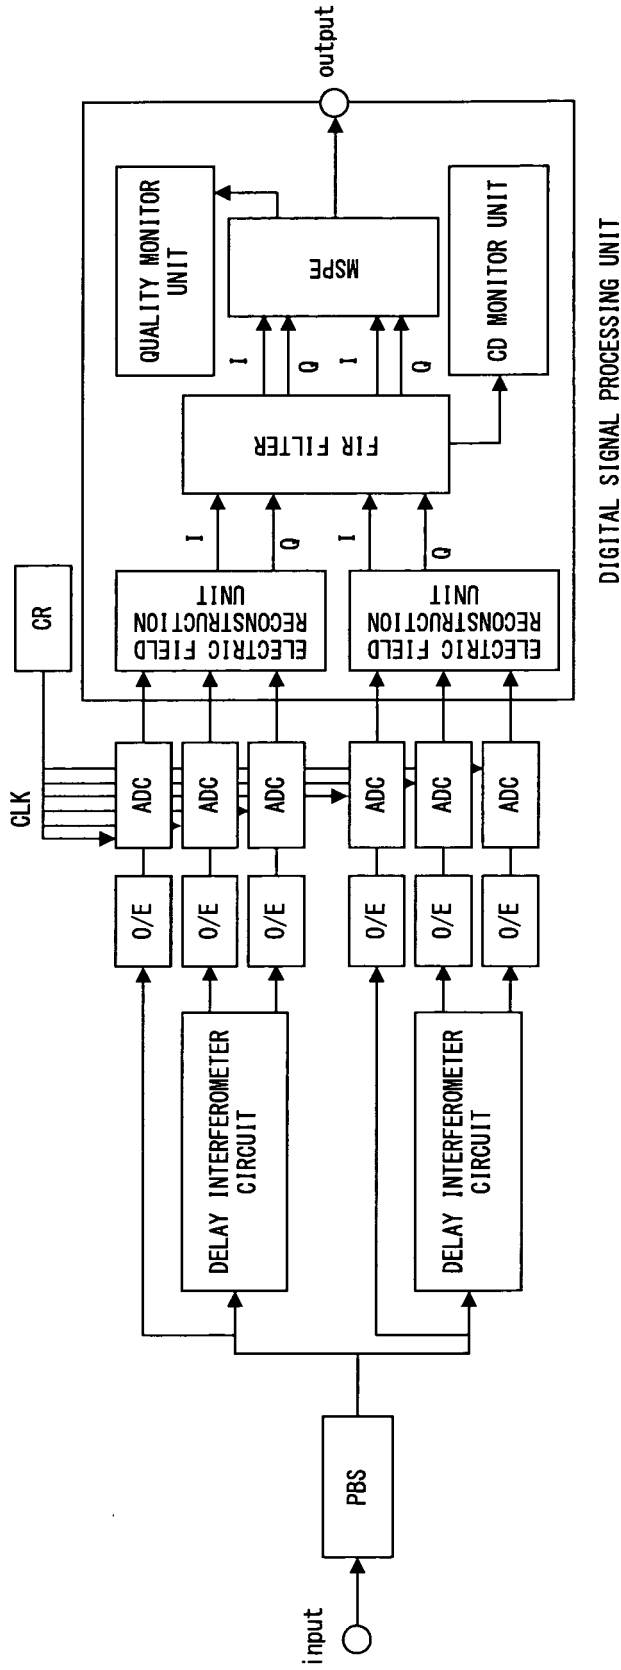 input
PBS
DELAY INTERFEROMETER
CIRCUIT
DELAY INTERFEROMETER
CIRCUIT
O/E
O/E
O/E
O/E
O/E
O/E
CLK
CR
ADC
ADC
ADC
ADC
ADC
ADC
ELECTRIC FIELD
RECONSTRUCTION
UNIT
ELECTRIC FIELD
RECONSTRUCTION
UNIT
I
Q
I
Q
FIR FILTER
I
Q
I
Q
MSPE
QUALITY MONITOR
UNIT
CD MONITOR UNIT
output
DIGITAL SIGNAL PROCESSING UNIT